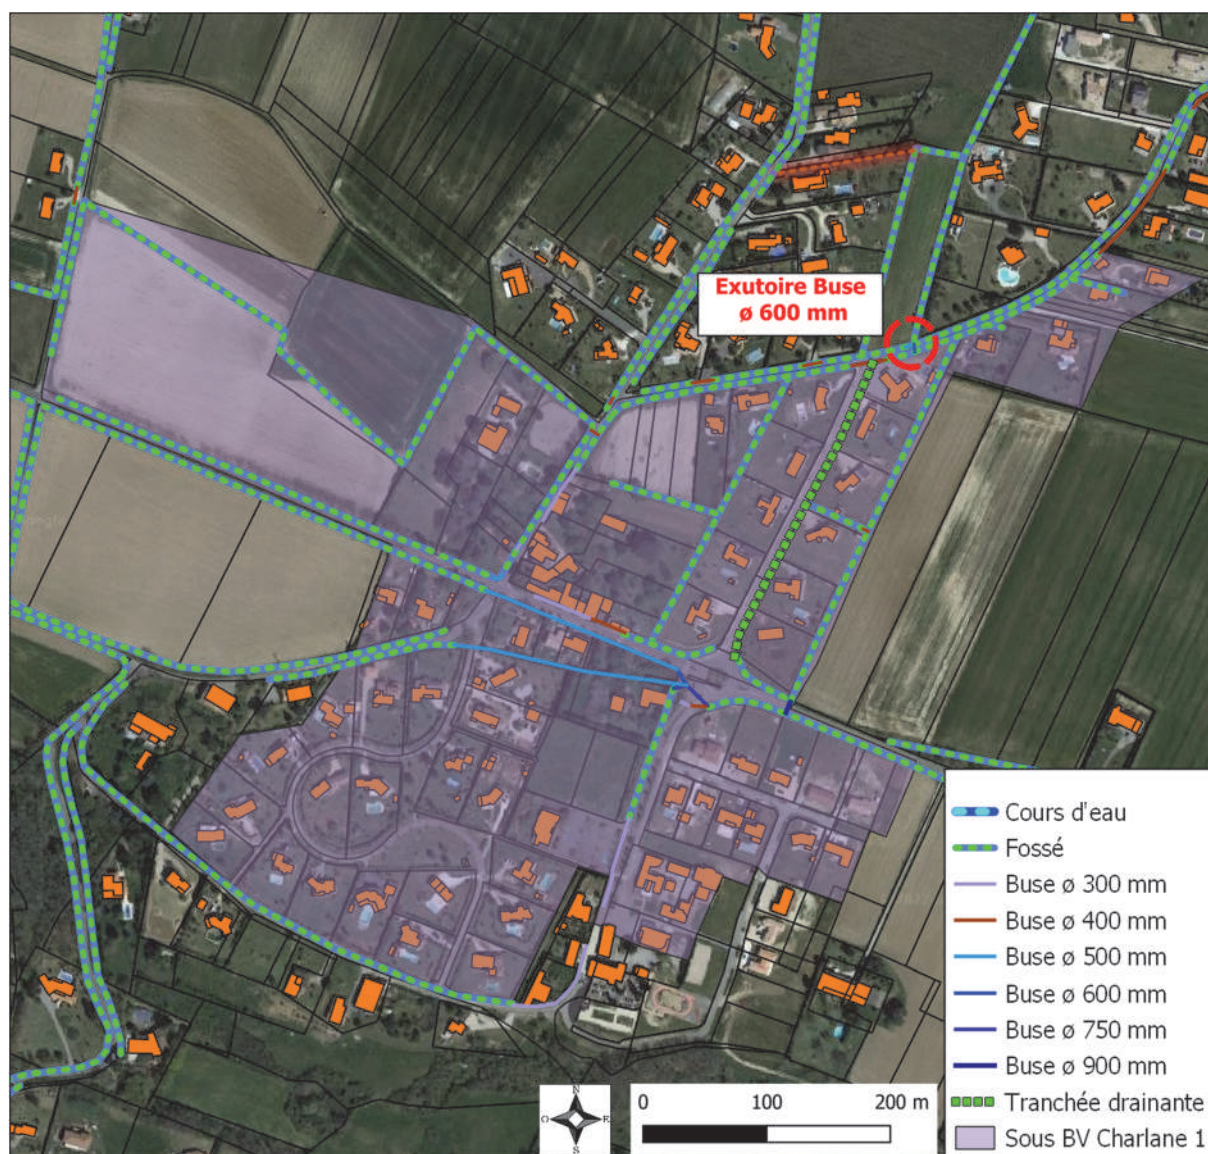 Exutoire Buse
ø 600 mm
Cours d'eau
Fossé
Buse ø 300 mm
Buse ø 400 mm
Buse ø 500 mm
Buse ø 600 mm
Buse ø 750 mm
Buse ø 900 mm
Tranchée drainante
Sous BV Charlane 1
N
O
E
S
0 100 200 m